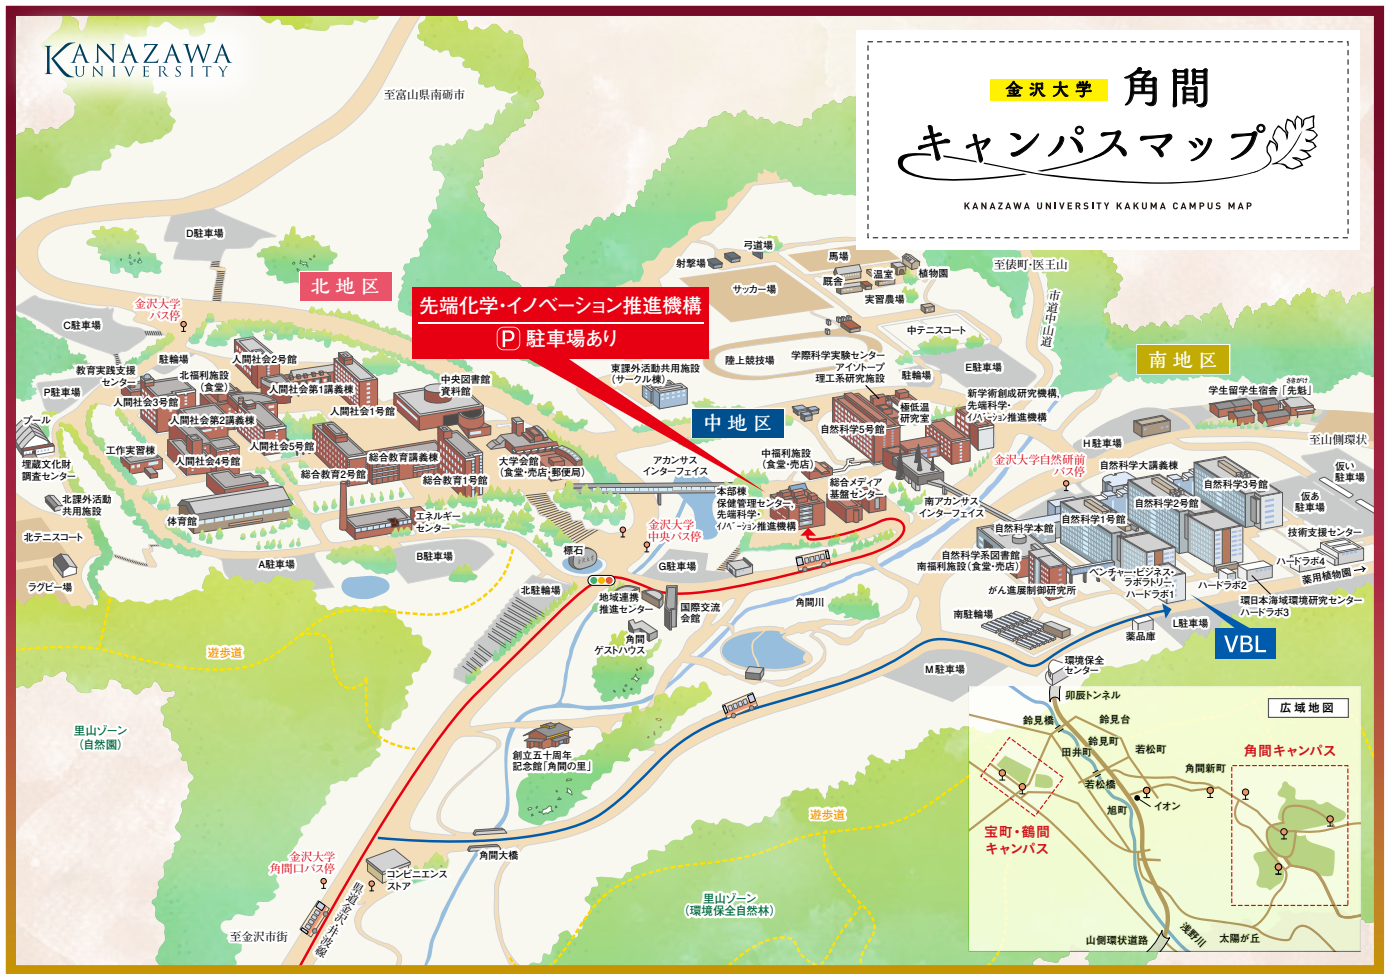 KANAZAWA
UNIVERSITY
金沢大学 角間
キャンパスマップ
KANAZAWA UNIVERSITY KAKUMA CAMPUS MAP
至富山県南砺市
D駐車場
北地区
金沢大学
バス停
C駐車場
駐輪場
教育実践支援
センター
P駐車場
プール
埋蔵文化財
調査センター
北課外活動
共用施設
北テニスコート
ラグビー場
人間社会2号館
北福利施設
(食堂)
人間社会第1講義棟
人間社会3号館
人間社会1号館
人間社会第2講義棟
人間社会5号館
人間社会4号館
工作実習棟
体育館
中央図書館
資料館
総合教育講義棟
総合教育2号館
総合教育1号館
大学会館
(食堂・売店・郵便局)
エネルギー
センター
A駐車場
B駐車場
先端化学・イノベーション推進機構
P 駐車場あり
弓道場
射撃場
サッカー場
馬場
厩舎
温室
植物園
実習農場
中テニスコート
陸上競技場
東課外活動共用施設
(サークル棟)
学際科学実験センター
アイソトープ
理工系研究施設
駐輪場
E駐車場
至俵町・医王山
市道中山道
中地区
極低温
研究室
自然科学5号館
新学術創成研究機構,
先端科学・
イノベーション推進機構
中福利施設
(食堂・売店)
アカンサス
インターフェイス
本部棟
保健管理センター,
先端科学・
イノベーション推進機構
総合メディア
基盤センター
南アカンサス
インターフェイス
金沢大学
中央バス停
標石
G駐車場
北駐輪場
地域連携
推進センター
国際交流
会館
角間
ゲストハウス
角間川
南地区
学生留学生宿舎「先魁」
さきがけ
至山側環状
H駐車場
金沢大学自然研前
バス停
自然科学大講義棟
自然科学3号館
自然科学2号館
自然科学1号館
自然科学本館
仮い
駐車場
仮あ
駐車場
技術支援センター
ハードラボ4
薬用植物園
自然科学系図書館
南福利施設(食堂・売店)
がん進展制御研究所
ベンチャー・ビジネス・
ラボラトリー,
ハードラボ1
ハードラボ2
環日本海域環境研究センター
ハードラボ3
南駐輪場
薬品庫
L駐車場
VBL
M駐車場
環境保全
センター
遊歩道
里山ゾーン
(自然園)
創立五十周年
記念館「角間の里」
角間大橋
金沢大学
角間口バス停
コンビニエンス
ストア
県道金沢・井波線
至金沢市街
遊歩道
里山ゾーン
(環境保全自然林)
広域地図
卯辰トンネル
鈴見橋
鈴見台
鈴見町
田井町
若松町
若松橋
角間新町
旭町
イオン
角間キャンパス
宝町・鶴間
キャンパス
山側環状道路
浅野川
太陽が丘